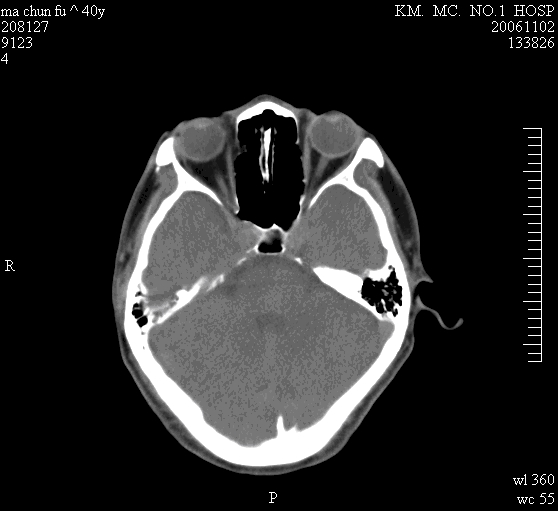 ma chun fu ^ 40y
208127
9123
4
KM. MC. NO.1 HOSP
20061102
133826
R
P
wl 360
wc 55